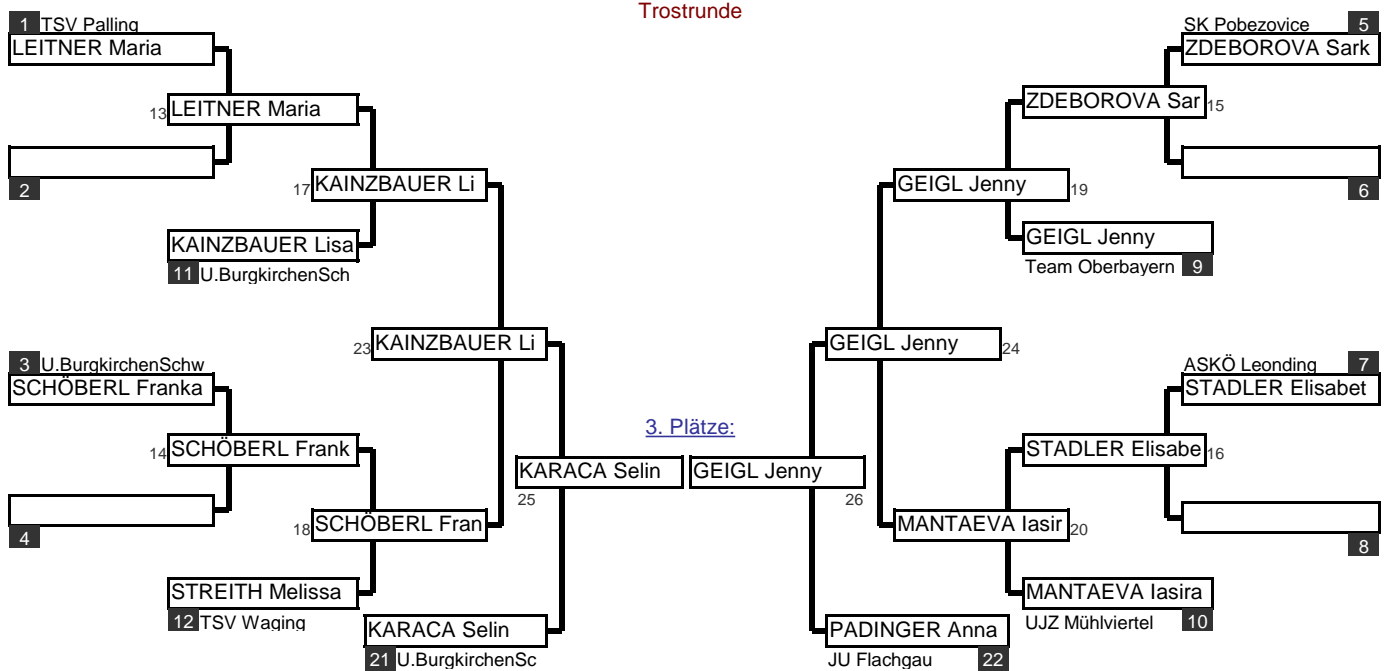 Trostrunde
1 TSV Palling
LEITNER Maria
13 LEITNER Maria
2
17 KAINZBAUER Li
KAINZBAUER Lisa
11 U.BurgkirchenSch
23 KAINZBAUER Li
3 U.BurgkirchenSchw
SCHÖBERL Franka
14 SCHÖBERL Frank
4
18 SCHÖBERL Fran
STREITH Melissa
12 TSV Waging
KARACA Selin
25
KARACA Selin
21 U.BurgkirchenSc
3. Plätze:
SK Pobezovice 5
ZDEBOROVA Sark
ZDEBOROVA Sar 15
6
GEIGL Jenny 19
GEIGL Jenny
Team Oberbayern 9
GEIGL Jenny 24
ASKÖ Leonding 7
STADLER Elisabet
STADLER Elisabe 16
8
MANTAEVA Iasir 20
MANTAEVA Iasira
UJZ Mühlviertel 10
GEIGL Jenny
26
PADINGER Anna
JU Flachgau 22